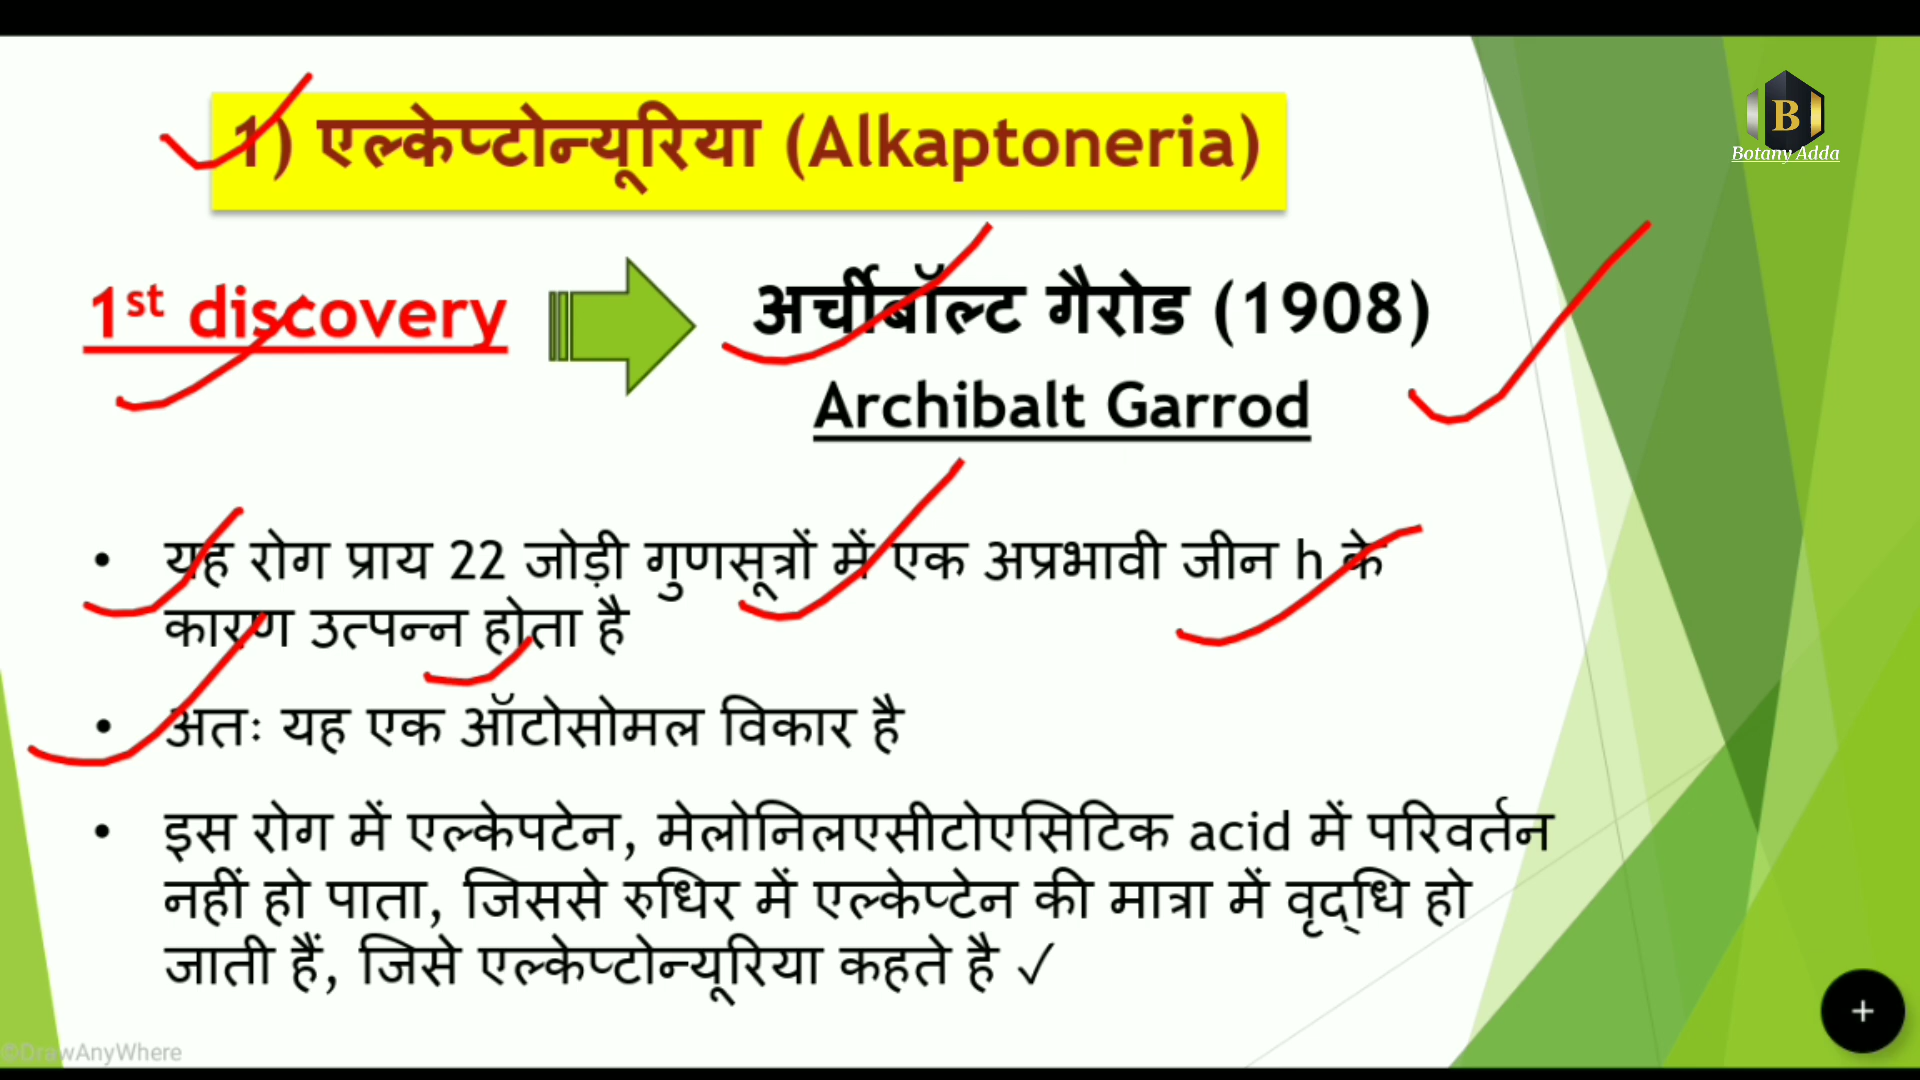 1) एल्केप्टोन्यूरिया (Alkaptoneria)
B
Botany Adda
1st discovery
अर्चीबॉल्ट गैरोड (1908)
Archibalt Garrod
• यह रोग प्राय 22 जोड़ी गुणसूत्रों में एक अप्रभावी जीन h के
कारण उत्पन्न होता है
• अतः यह एक ऑटोसोमल विकार है
• इस रोग में एल्केपटेन, मेलोनिलएसीटोएसिटिक acid में परिवर्तन
नहीं हो पाता, जिससे रुधिर में एल्केप्टेन की मात्रा में वृद्धि हो
जाती हैं, जिसे एल्केप्टोन्यूरिया कहते है ✓
©DrawAnyWhere